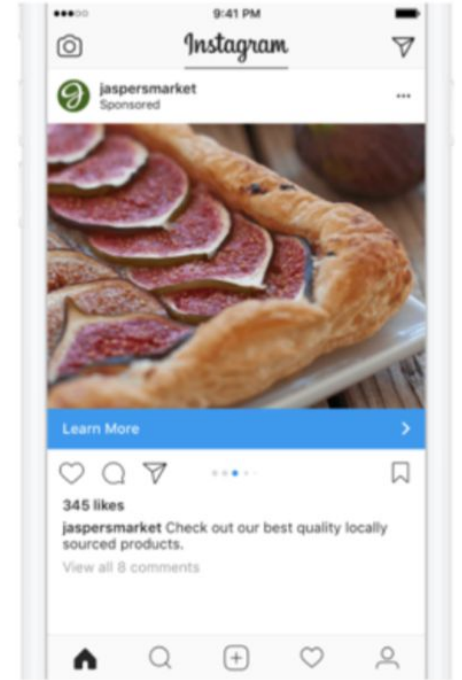 9:41 PM
Instagram
jaspersmarket
Sponsored
Learn More
345 likes
jaspersmarket Check out our best quality locally
sourced products.
View all 8 comments